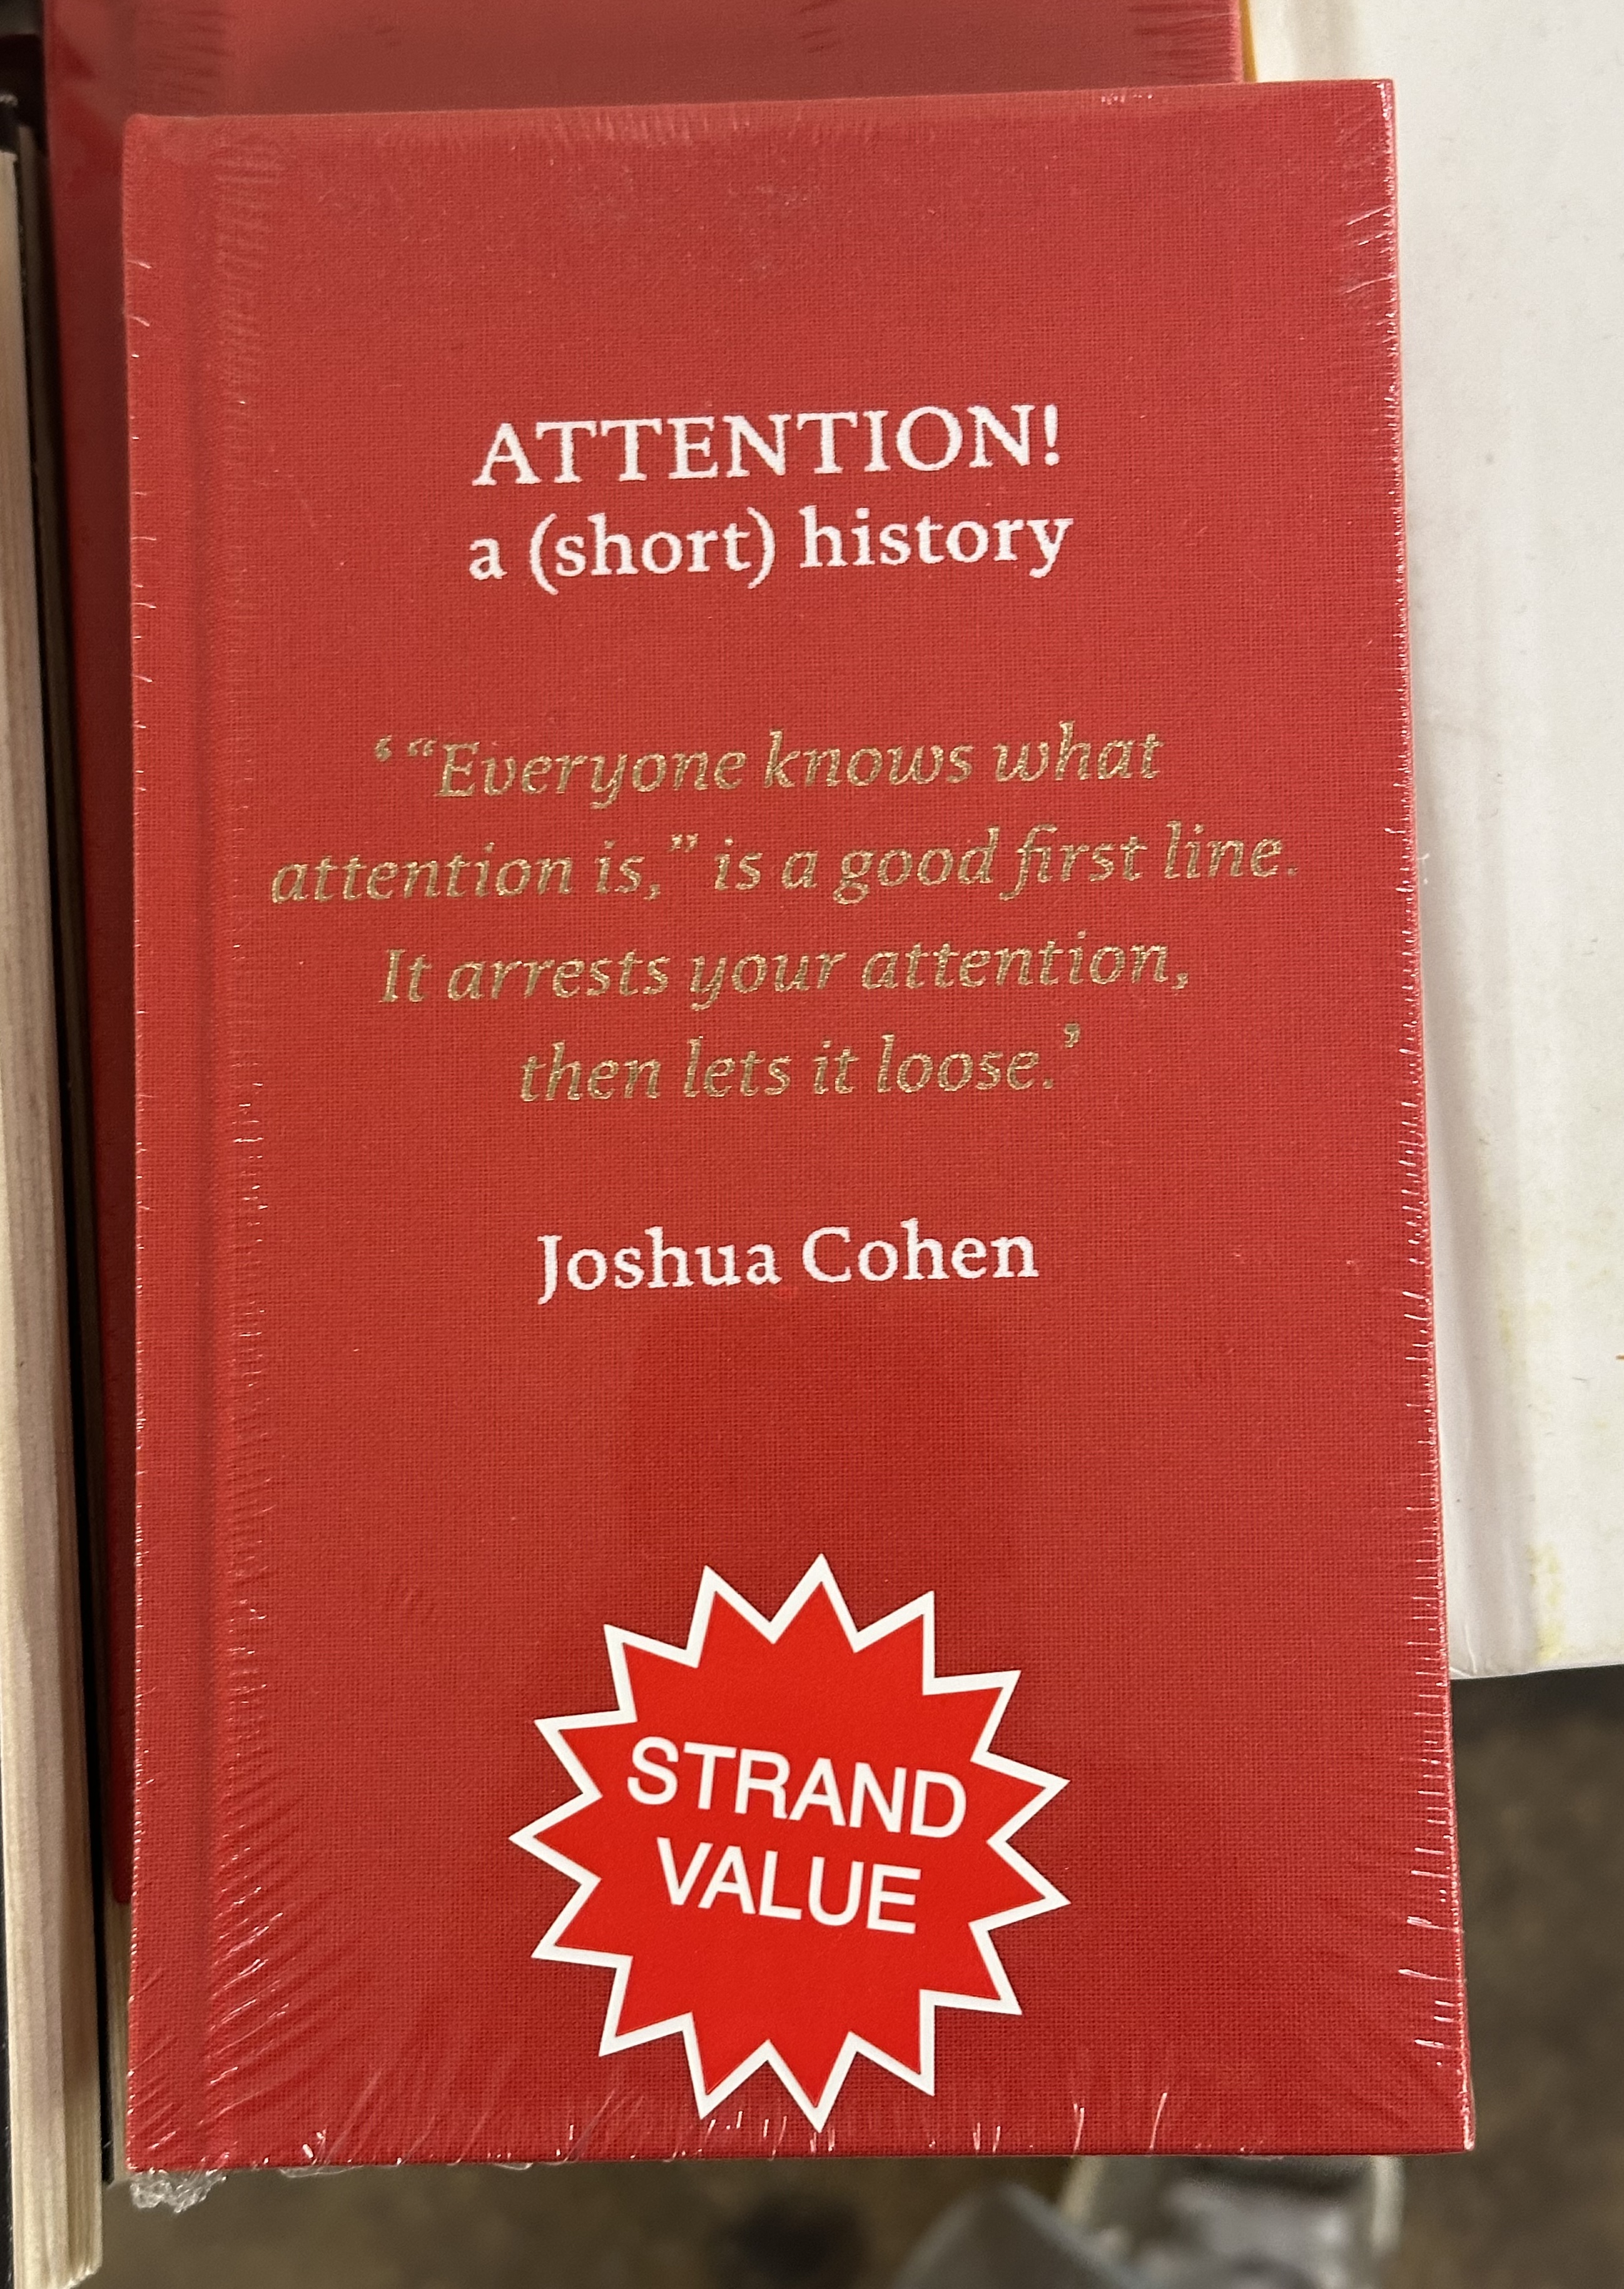 ATTENTION!
a (short) history
‘ “Everyone knows what
attention is,” is a good first line.
It arrests your attention,
then lets it loose.’
Joshua Cohen
STRAND
VALUE